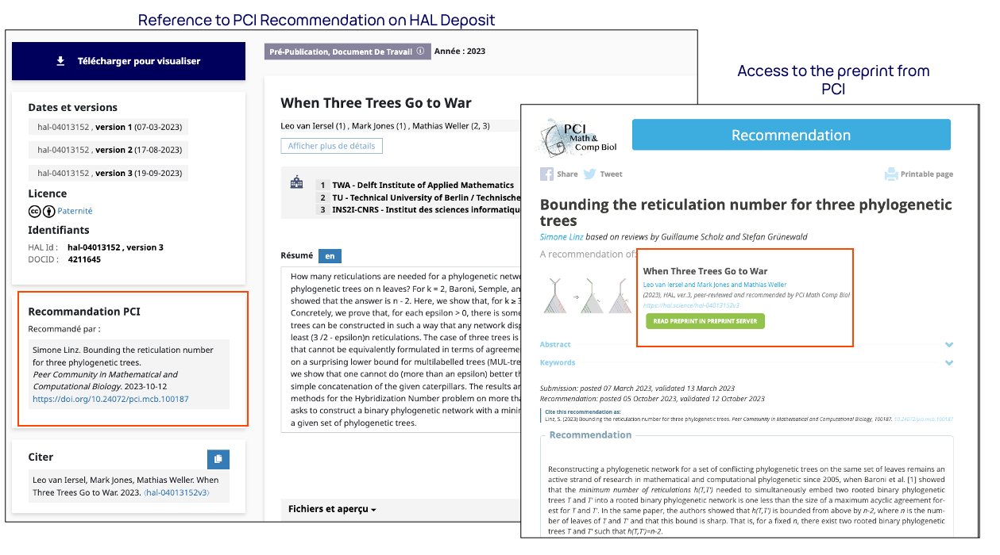 Reference to PCI Recommendation on HAL Deposit
Télécharger pour visualiser
Dates et versions
hal-04013152 , version 1 (07-03-2023)
hal-04013152 , version 2 (17-08-2023)
hal-04013152 , version 3 (19-09-2023)
Licence
Paternité
Identifiants
HAL Id : hal-04013152 , version 3
DOCID : 4211645
Recommandation PCI
Recommandé par :
Simone Linz. Bounding the reticulation number
for three phylogenetic trees.
Peer Community in Mathematical and
Computational Biology. 2023-10-12
https://doi.org/10.24072/pci.mcb.100187
Citer
Leo van Iersel, Mark Jones, Mathias Weller. When
Three Trees Go to War. 2023. ⟨hal-04013152v3⟩
Pré-Publication, Document De Travail Année : 2023
When Three Trees Go to War
Leo van Iersel (1) , Mark Jones (1) , Mathias Weller (2, 3)
Afficher plus de détails
1 TWA - Delft Institute of Applied Mathematics
2 TU - Technical University of Berlin / Technische
3 INS2I-CNRS - Institut des sciences informatiqu
Résumé en
How many reticulations are needed for a phylogenetic netw
phylogenetic trees on n leaves? For k = 2, Baroni, Semple, an
showed that the answer is n - 2. Here, we show that, for k ≥ 3
Concretely, we prove that, for each epsilon > 0, there is some
trees can be constructed in such a way that any network disp
least (3 /2 - epsilon)n reticulations. The case of three trees is
that cannot be equivalently formulated in terms of agreeme
on a surprising lower bound for multilabelled trees (MUL-tre
we show that one cannot do (more than an epsilon) better th
simple concatenation of the given caterpillars. The results ar
methods for the Hybridization Number problem on more tha
asks to construct a binary phylogenetic network with a minir
a given set of phylogenetic trees.
Fichiers et aperçu
Access to the preprint from
PCI
PCI
Math &
Comp Biol
Recommendation
Share Tweet Printable page
Bounding the reticulation number for three phylogenetic
trees
Simone Linz based on reviews by Guillaume Scholz and Stefan Grünewald
A recommendation of:
When Three Trees Go to War
Leo van Iersel and Mark Jones and Mathias Weller
(2023), HAL, ver.3, peer-reviewed and recommended by PCI Math Comp Biol
https://hal.science/hal-04013152v3
READ PREPRINT IN PREPRINT SERVER
Abstract
Keywords
Submission: posted 07 March 2023, validated 13 March 2023
Recommendation: posted 05 October 2023, validated 12 October 2023
Cite this recommendation as:
Linz, S. (2023) Bounding the reticulation number for three phylogenetic trees. Peer Community in Mathematical and Computational Biology, 100187. 10.24072/pci.mcb.100187
Recommendation
Reconstructing a phylogenetic network for a set of conflicting phylogenetic trees on the same set of leaves remains an
active strand of research in mathematical and computational phylogenetic since 2005, when Baroni et al. [1] showed
that the minimum number of reticulations h(T,T') needed to simultaneously embed two rooted binary phylogenetic
trees T and T' into a rooted binary phylogenetic network is one less than the size of a maximum acyclic agreement for-
est for T and T'. In the same paper, the authors showed that h(T,T') is bounded from above by n-2, where n is the num-
ber of leaves of T and T' and that this bound is sharp. That is, for a fixed n, there exist two rooted binary phylogenetic
trees T and T' such that h(T,T')=n-2.